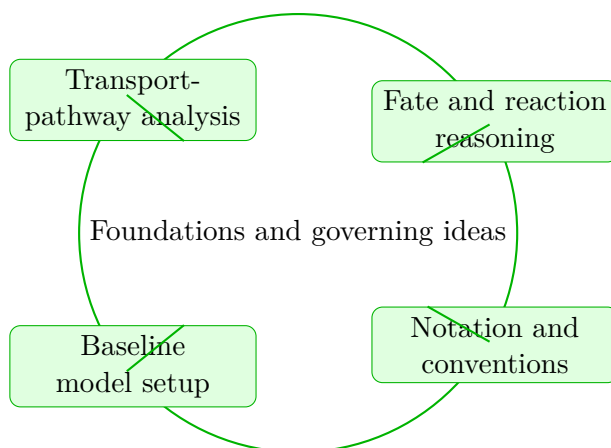 Transport-
pathway analysis
Fate and reaction
reasoning
Foundations and governing ideas
Baseline
model setup
Notation and
conventions